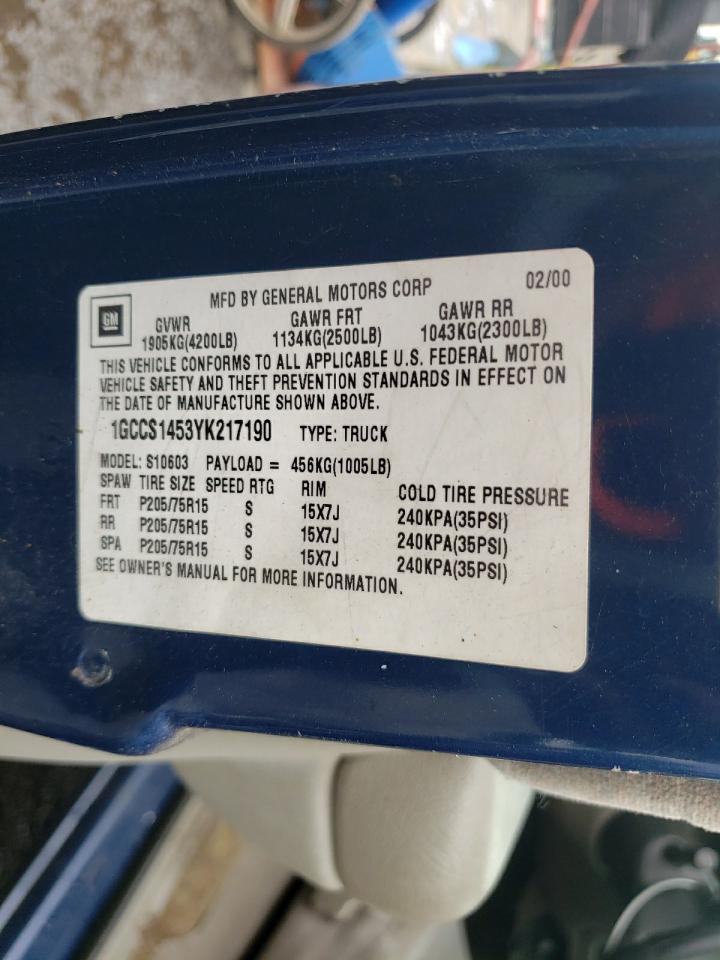 MFD BY GENERAL MOTORS CORP 02/00
GM
GVWR GAWR FRT GAWR RR
1905KG(4200LB) 1134KG(2500LB) 1043KG(2300LB)
THIS VEHICLE CONFORMS TO ALL APPLICABLE U.S. FEDERAL MOTOR
VEHICLE SAFETY AND THEFT PREVENTION STANDARDS IN EFFECT ON
THE DATE OF MANUFACTURE SHOWN ABOVE.
1GCCS1453YK217190 TYPE: TRUCK
MODEL: S10603 PAYLOAD = 456KG(1005LB)
SPAW TIRE SIZE SPEED RTG RIM COLD TIRE PRESSURE
FRT P205/75R15 S 15X7J 240KPA(35PSI)
RR P205/75R15 S 15X7J 240KPA(35PSI)
SPA P205/75R15 S 15X7J 240KPA(35PSI)
SEE OWNER'S MANUAL FOR MORE INFORMATION.